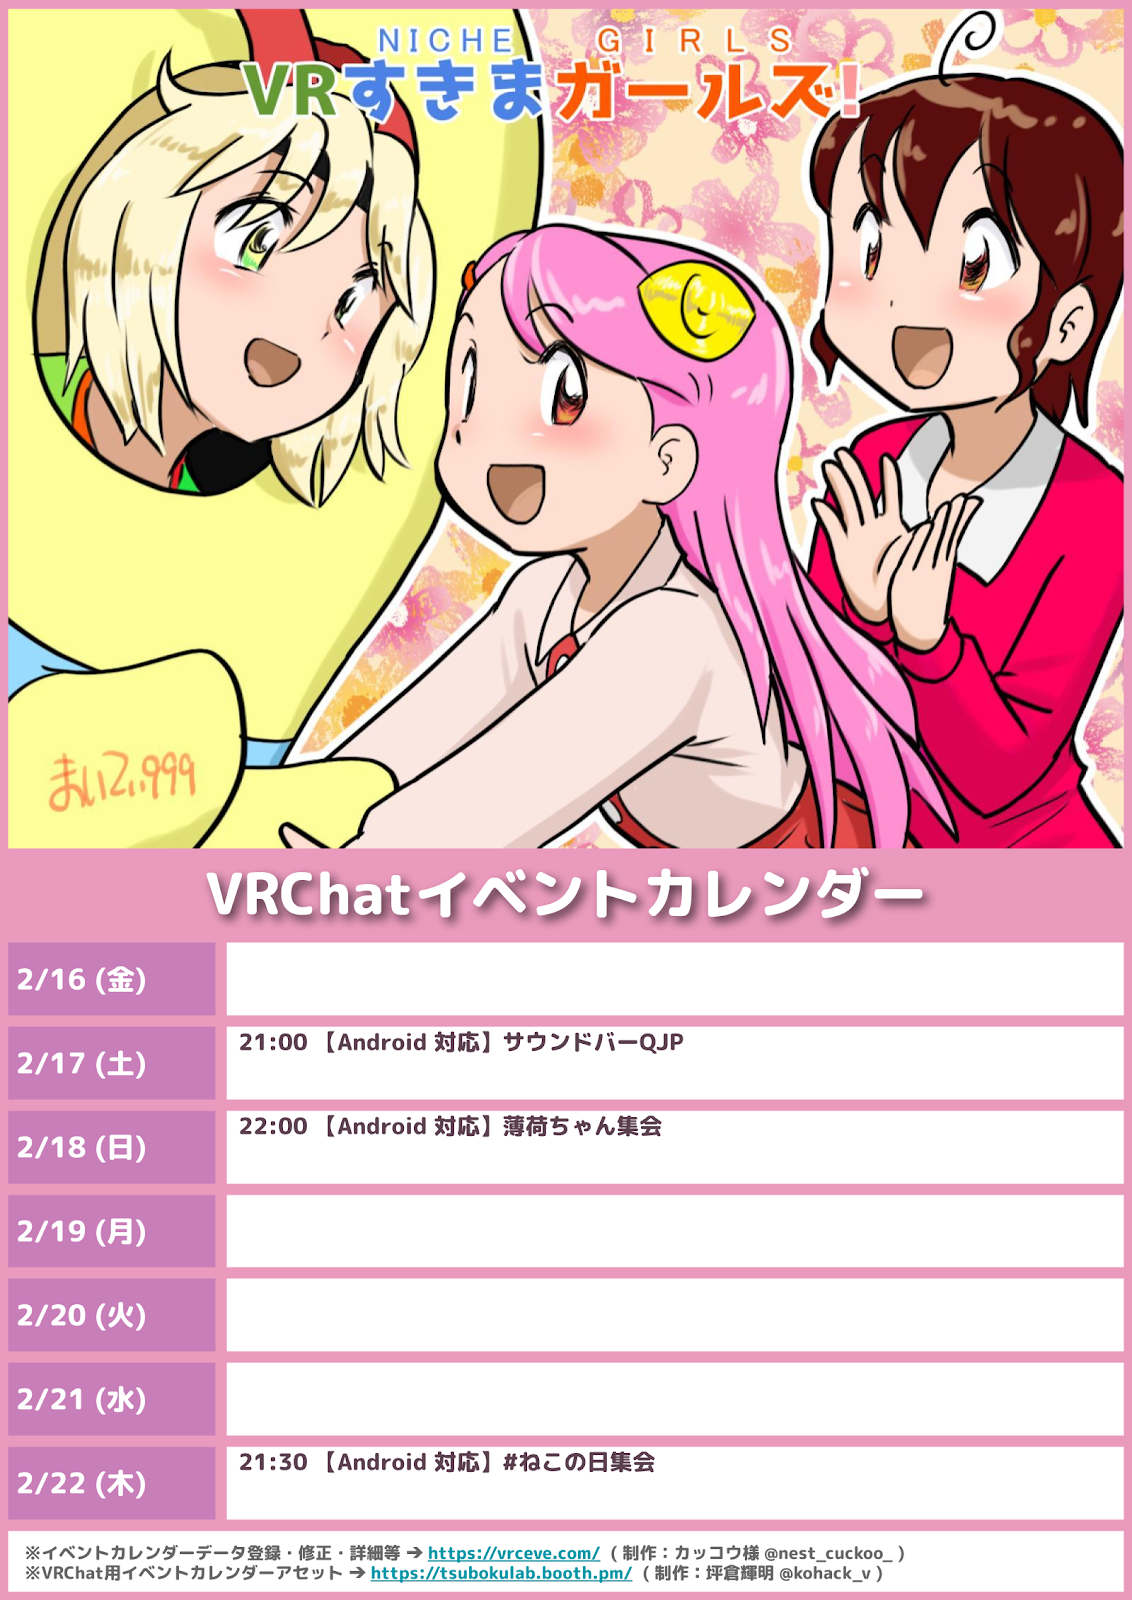 NICHE GIRLS
VRすきまガールズ!
まいてぃ999
VRChatイベントカレンダー
2/16 (金)
2/17 (土)
21:00 【Android 対応】サウンドバーQJP
2/18 (日)
22:00 【Android 対応】薄荷ちゃん集会
2/19 (月)
2/20 (火)
2/21 (水)
2/22 (木)
21:30 【Android 対応】#ねこの日集会
※イベントカレンダーデータ登録・修正・詳細等 ➔ https://vrceve.com/ ( 制作：カッコウ様 @nest_cuckoo_ )
※VRChat用イベントカレンダーアセット ➔ https://tsubokulab.booth.pm/ ( 制作：坪倉輝明 @kohack_v )